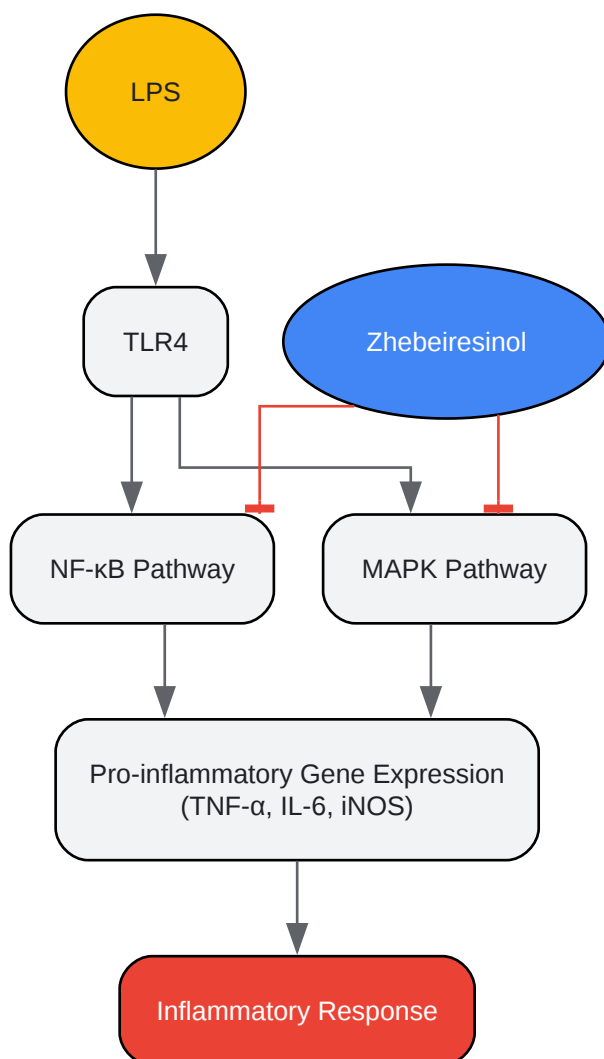 LPS
TLR4
Zhebeiresinol
NF-κB Pathway
MAPK Pathway
Pro-inflammatory Gene Expression
(TNF-α, IL-6, iNOS)
Inflammatory Response